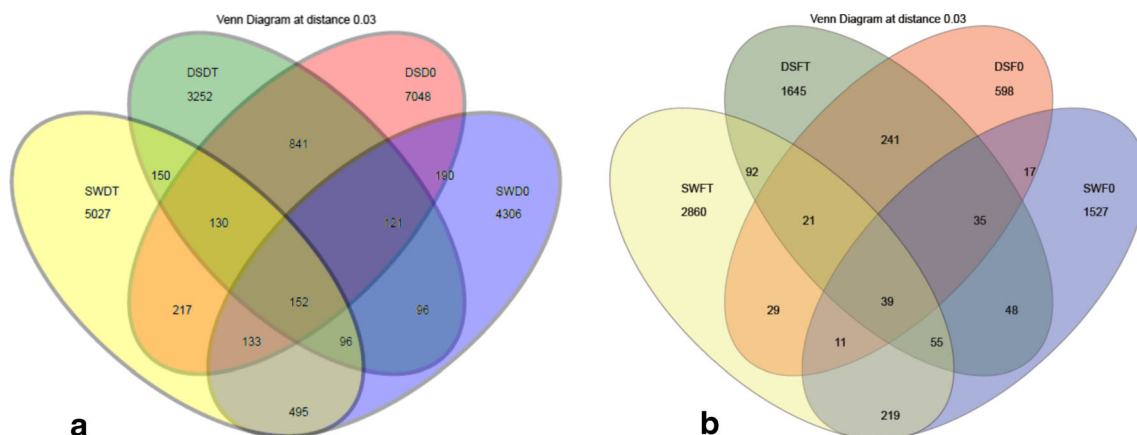 Venn Diagram at distance 0.03
DSDT
3252
DSD0
7048
841
150
190
SWDT
5027
SWD0
4306
130
121
152
217
96
133
96
495
a
Venn Diagram at distance 0.03
DSFT
1645
DSF0
598
241
92
17
SWFT
2860
SWF0
1527
21
35
39
29
48
11
55
219
b